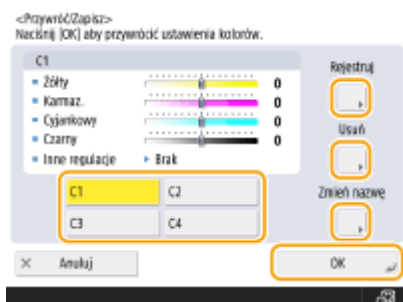 <Przywróć/Zapisz>
Naciśnij [OK] aby przywrócić ustawienia kolorów.
C1
Żółty 0
Karmaz. 0
Cyjankowy 0
Czarny 0
Inne regulacje Brak
C1 C2
C3 C4
Rejestruj
Usuń
Zmień nazwę
Anuluj
OK